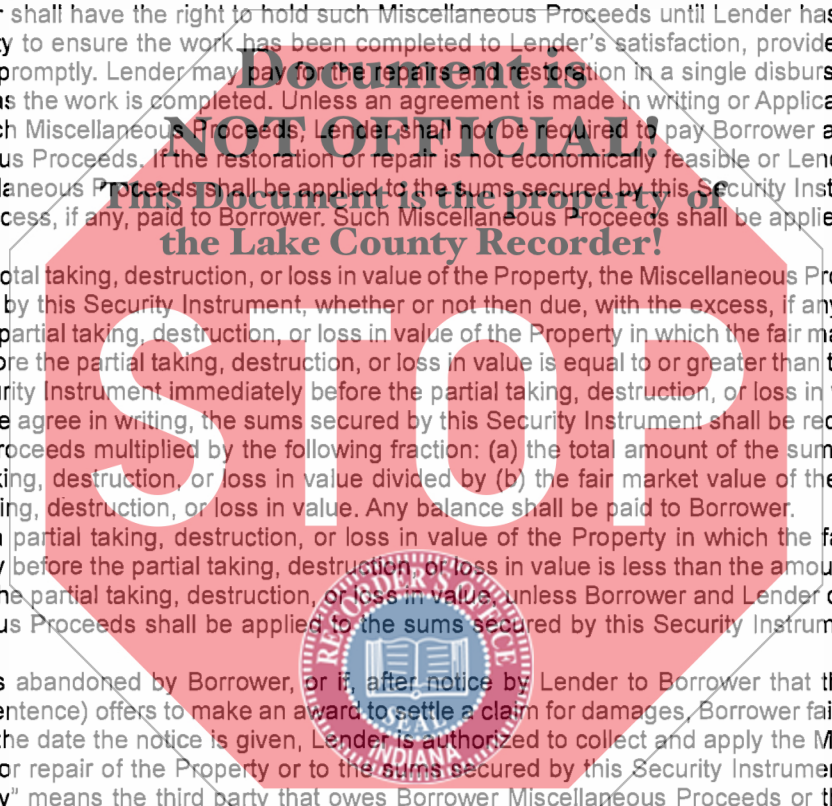 shall have the right to hold such Miscellaneous Proceeds until Lender has
y to ensure the work has been completed to Lender's satisfaction, provide
promptly. Lender may pay for the repairs and restoration in a single disburs
Document is
s the work is completed. Unless an agreement is made in writing or Applica
h Miscellaneous Proceeds, Lender shall not be required to pay Borrower a
NOT OFFICIAL!
us Proceeds. If the restoration or repair is not economically feasible or Len
laneous Proceeds shall be applied to the sums secured by this Security Inst
This Document is the property of
cess, if any, paid to Borrower. Such Miscellaneous Proceeds shall be applie
the Lake County Recorder!
otal taking, destruction, or loss in value of the Property, the Miscellaneous Pro
by this Security Instrument, whether or not then due, with the excess, if any
partial taking, destruction, or loss in value of the Property in which the fair ma
ore the partial taking, destruction, or loss in value is equal to or greater than t
rity Instrument immediately before the partial taking, destruction, or loss in
e agree in writing, the sums secured by this Security Instrument shall be red
STOP
roceeds multiplied by the following fraction: (a) the total amount of the sum
king, destruction, or loss in value divided by (b) the fair market value of the
ing, destruction, or loss in value. Any balance shall be paid to Borrower.
partial taking, destruction, or loss in value of the Property in which the fa
y before the partial taking, destruction, or loss in value is less than the amou
he partial taking, destruction, or loss in value, unless Borrower and Lender o
us Proceeds shall be applied to the sums secured by this Security Instrum
RECORDER'S OFFICE
SEAL
INDIANA
s abandoned by Borrower, or if, after notice by Lender to Borrower that th
entence) offers to make an award to settle a claim for damages, Borrower fai
he date the notice is given, Lender is authorized to collect and apply the M
or repair of the Property or to the sums secured by this Security Instrumen
y" means the third party that owes Borrower Miscellaneous Proceeds or t